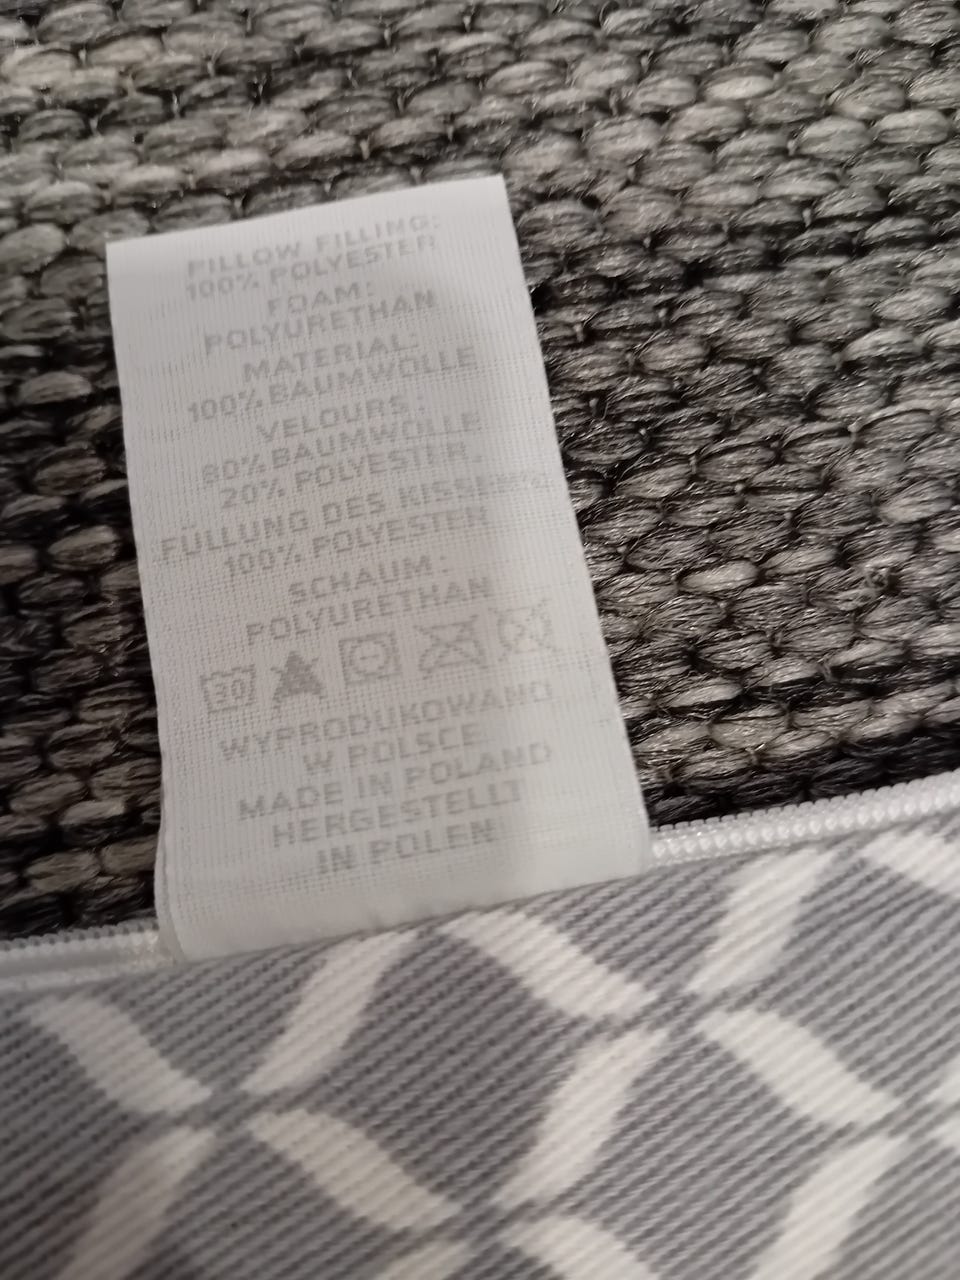 PILLOW FILLING:
100% POLYESTER
FOAM:
POLYURETHAN
MATERIAL:
100% BAUMWOLLE
VELOURS:
80% BAUMWOLLE
20% POLYESTER.
FÜLLUNG DES
100% POLYESTER
SCHAUM:
POLYURETHAN
30
WYPRODUKOWANO
W POLSCE
MADE IN POLAND
HERGESTELLT
IN POLEN